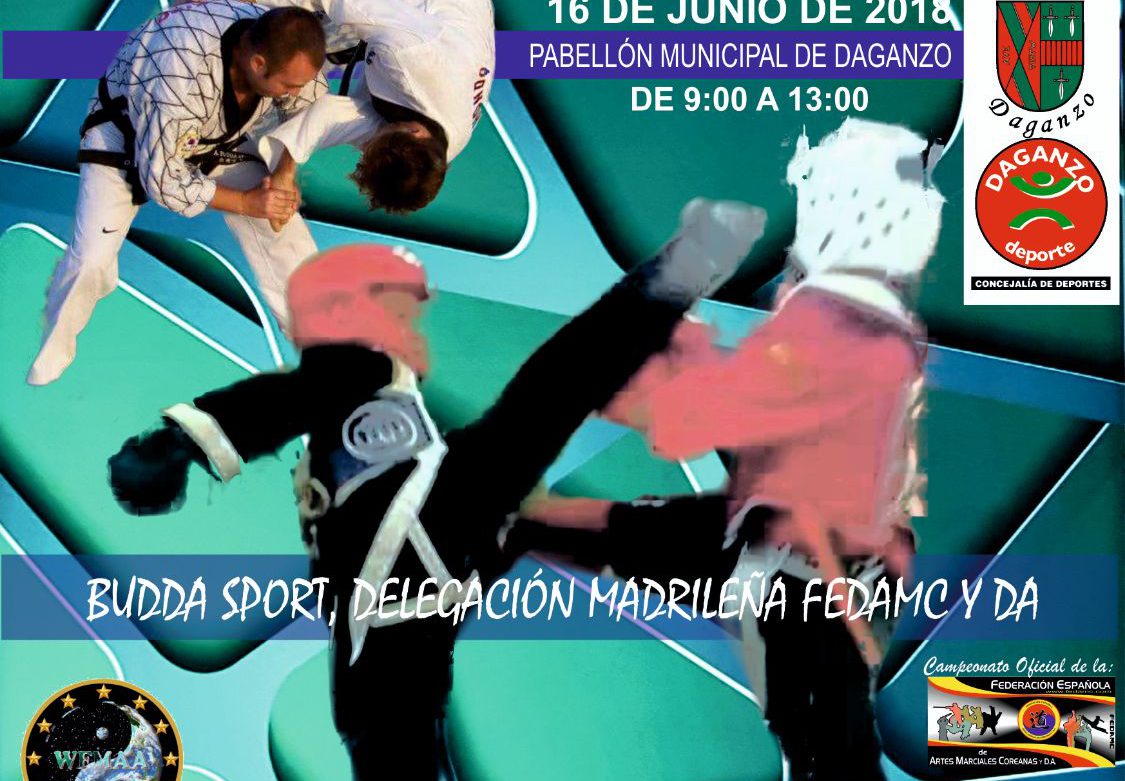 16 DE JUNIO DE 2018
PABELLÓN MUNICIPAL DE DAGANZO
DE 9:00 A 13:00
Daganzo
DAGANZO
deporte
CONCEJALÍA DE DEPORTES
BUDDA SPORT, DELEGACIÓN MADRILEÑA FEDAMC Y DA
Campeonato Oficial de la:
FEDERACIÓN ESPAÑOLA
FEDAMC
de
ARTES MARCIALES COREANAS Y D.A.
WFMAA